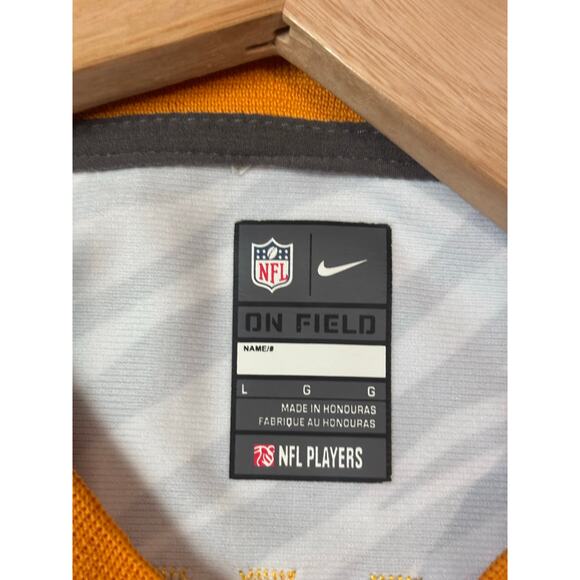 NFL
ON FIELD
NAME/#
L G G
MADE IN HONDURAS
FABRIQUE AU HONDURAS
NFL PLAYERS